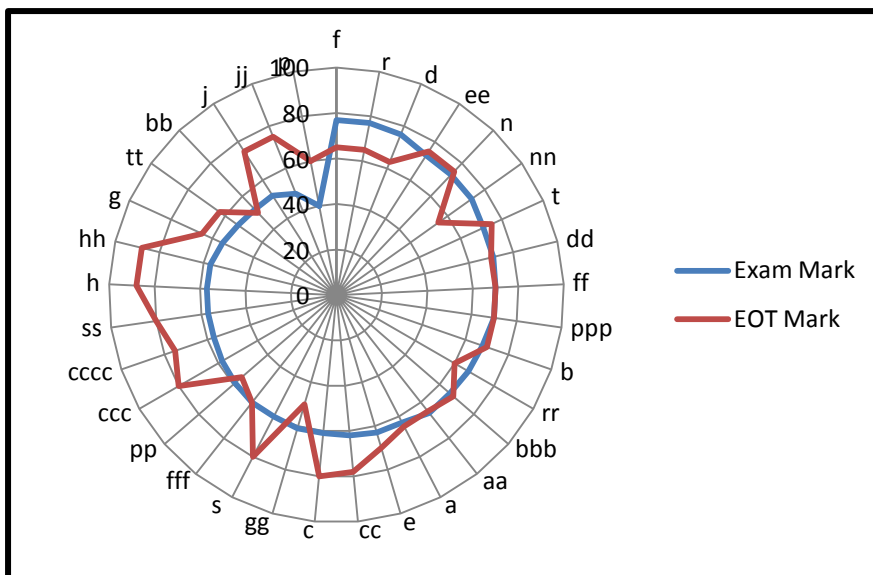 f
r
d
ee
n
nn
t
dd
ff
ppp
b
rr
bbb
aa
a
e
cc
c
gg
s
fff
pp
ccc
cccc
ss
h
hh
g
tt
bb
j
jj
p
100
80
60
40
20
0
Exam Mark
EOT Mark